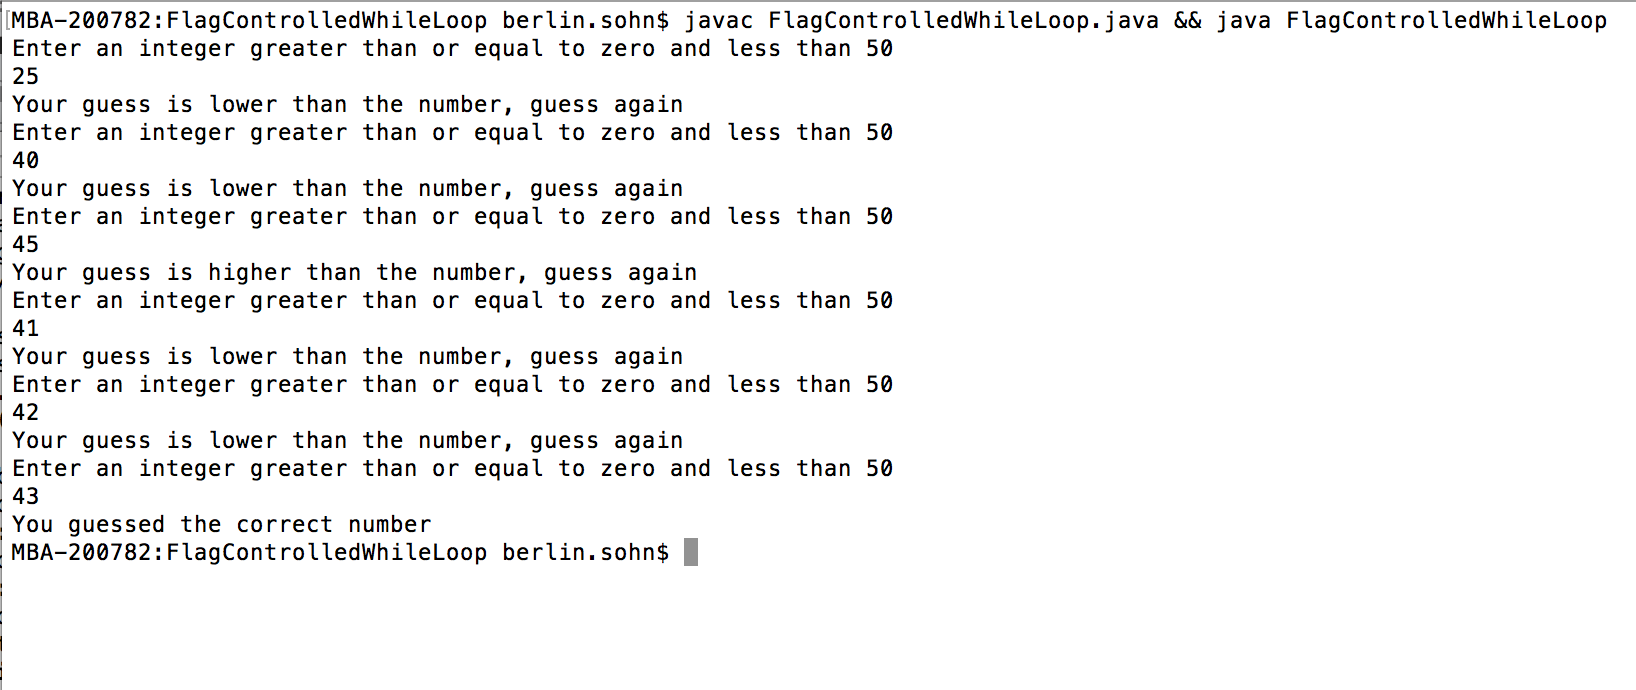 [MBA-200782:FlagControlledWhileLoop berlin.sohn$ javac FlagControlledWhileLoop.java && java FlagControlledWhileLoop
Enter an integer greater than or equal to zero and less than 50
25
Your guess is lower than the number, guess again
Enter an integer greater than or equal to zero and less than 50
40
Your guess is lower than the number, guess again
Enter an integer greater than or equal to zero and less than 50
45
Your guess is higher than the number, guess again
Enter an integer greater than or equal to zero and less than 50
41
Your guess is lower than the number, guess again
Enter an integer greater than or equal to zero and less than 50
42
Your guess is lower than the number, guess again
Enter an integer greater than or equal to zero and less than 50
43
You guessed the correct number
MBA-200782:FlagControlledWhileLoop berlin.sohn$